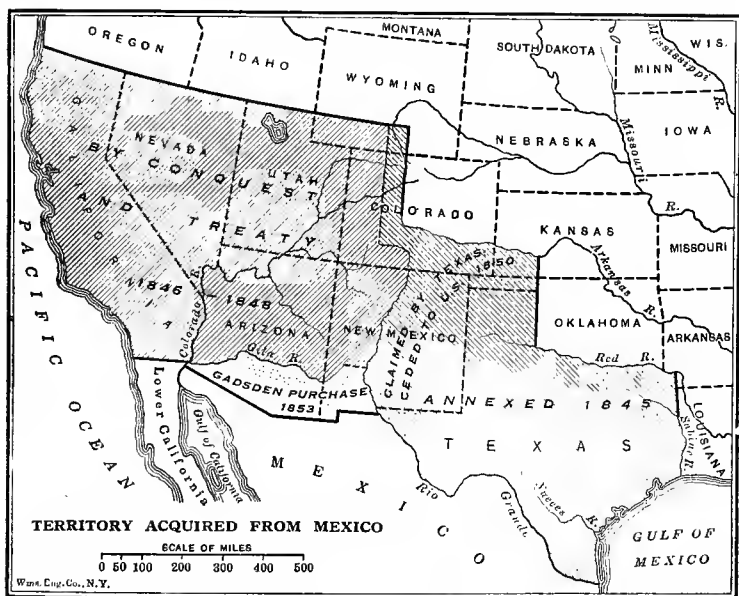 OREGON
IDAHO
MONTANA
WYOMING
SOUTH DAKOTA
MINN
WIS.
Mississippi
R.
IOWA
Missouri
R.
NEBRASKA
NEVADA
UTAH
CALIFORNIA
BY CONQUEST
AND TREATY
1846
1848
COLORADO
KANSAS
MISSOURI
Arkansas
R.
OKLAHOMA
ARKANSAS
Colorado R.
ARIZONA
NEW MEXICO
CLAIMED BY TEXAS,
CEDED TO U.S. 1850
Gila R.
GADSDEN PURCHASE
1853
Red R.
ANNEXED 1845
TEXAS
LOUISIANA
Sabine R.
PACIFIC OCEAN
Lower California
Gulf of California
MEXICO
Rio Grande
Nueces R.
GULF OF
MEXICO
TERRITORY ACQUIRED FROM MEXICO
SCALE OF MILES
0 50 100 200 300 400 500
Wms. Eng. Co., N.Y.